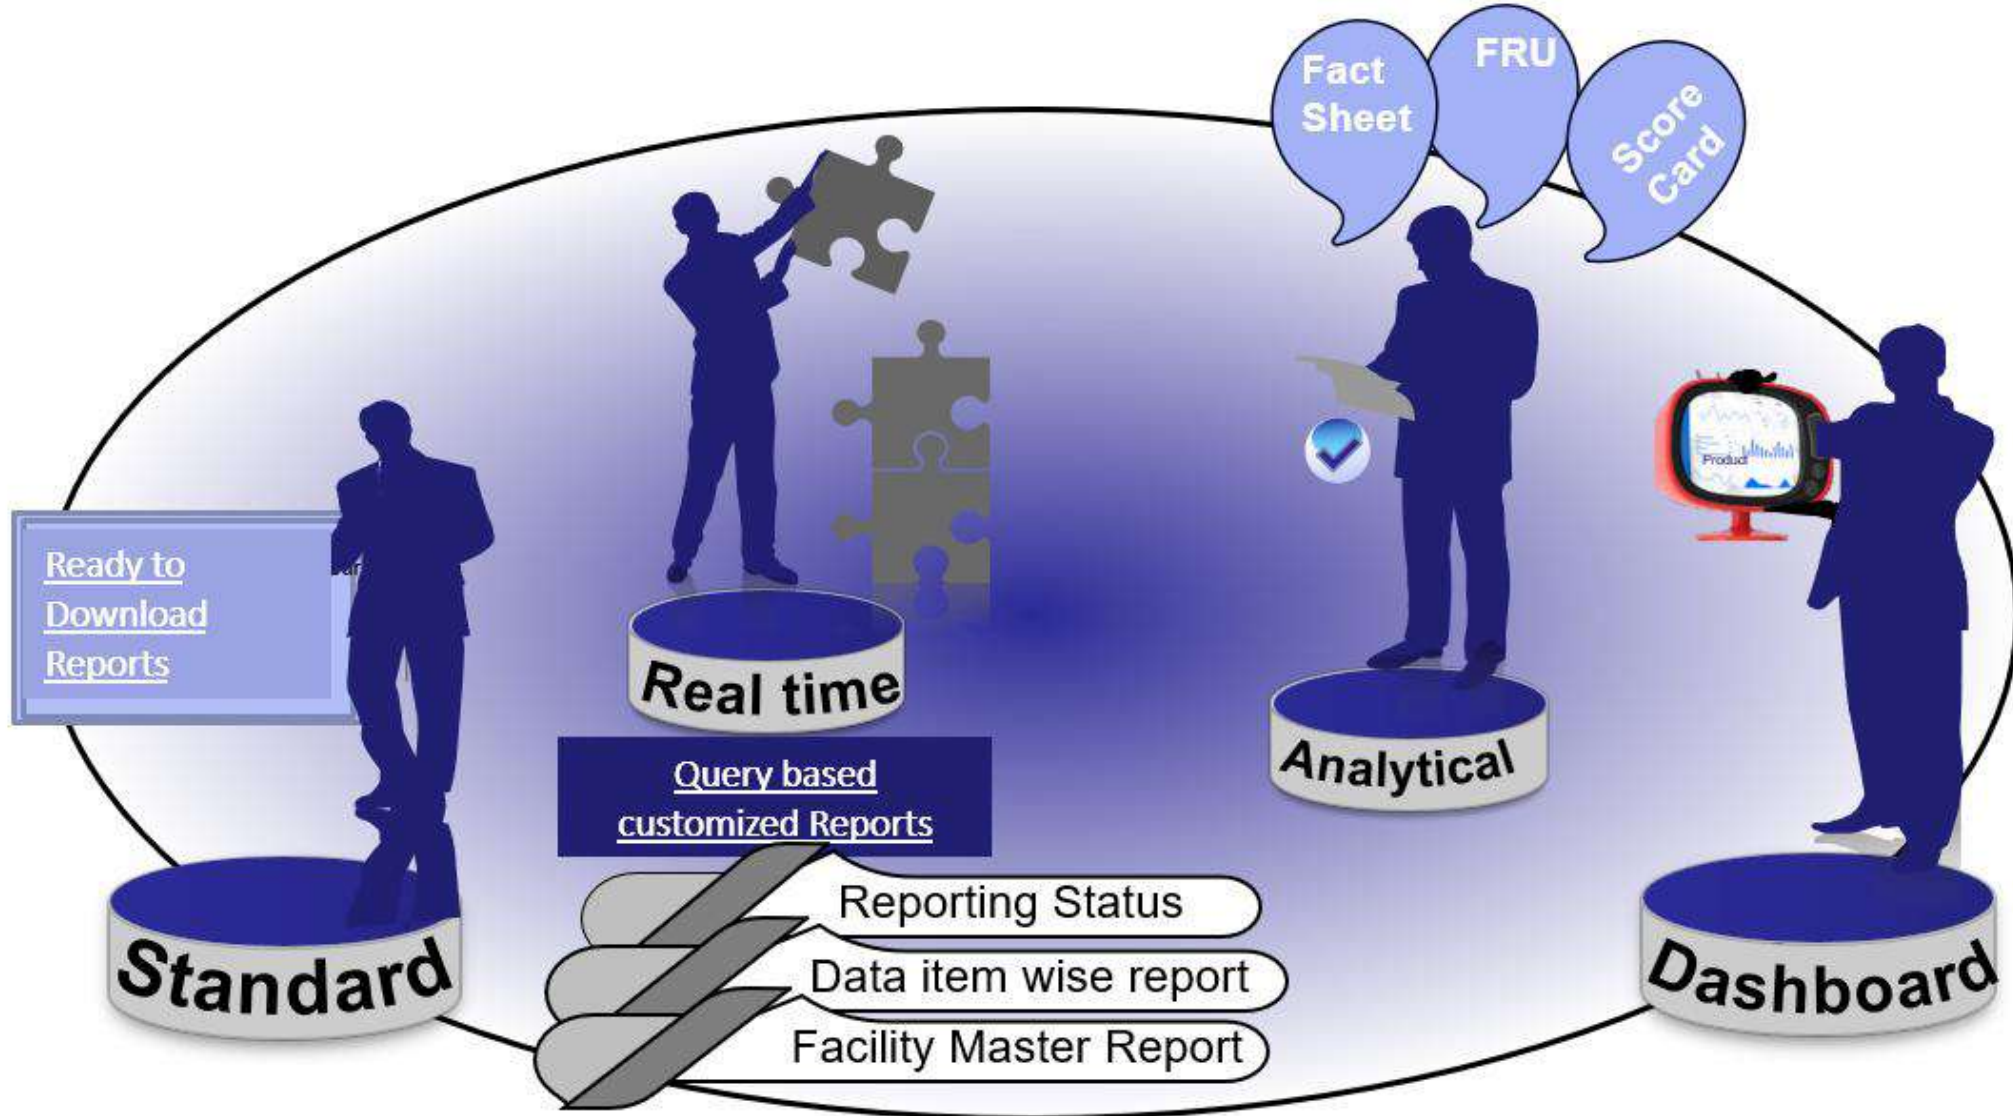 Fact
Sheet
FRU
Score
Card
Product
Ready to
Download
Reports
Real time
Query based
customized Reports
Analytical
Reporting Status
Data item wise report
Facility Master Report
Standard
Dashboard